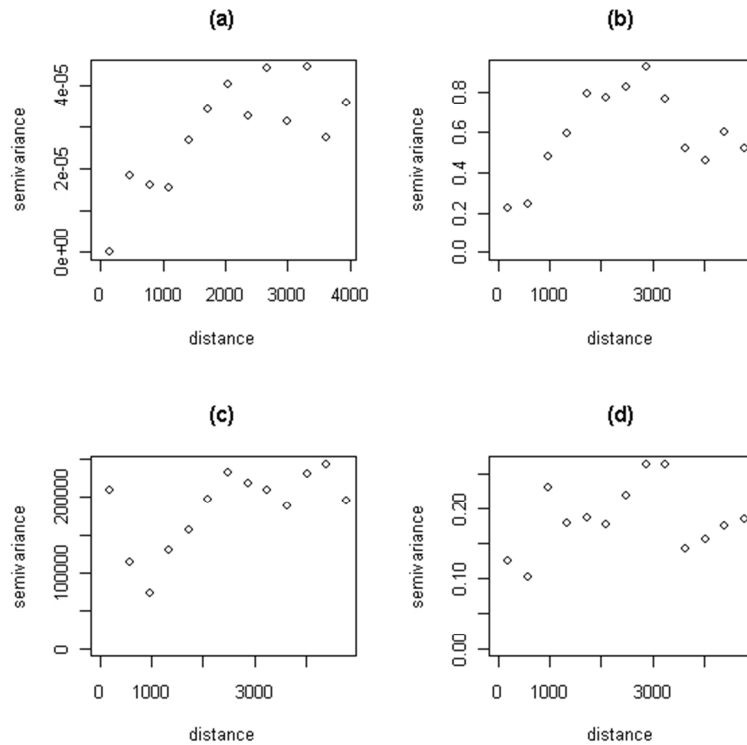 (a)
semivariance
0e+00 2e-05 4e-05
0 1000 2000 3000 4000
distance
(b)
semivariance
0.0 0.2 0.4 0.6 0.8
0 1000 3000
distance
(c)
semivariance
0 100000 200000
0 1000 3000
distance
(d)
semivariance
0.00 0.10 0.20
0 1000 3000
distance